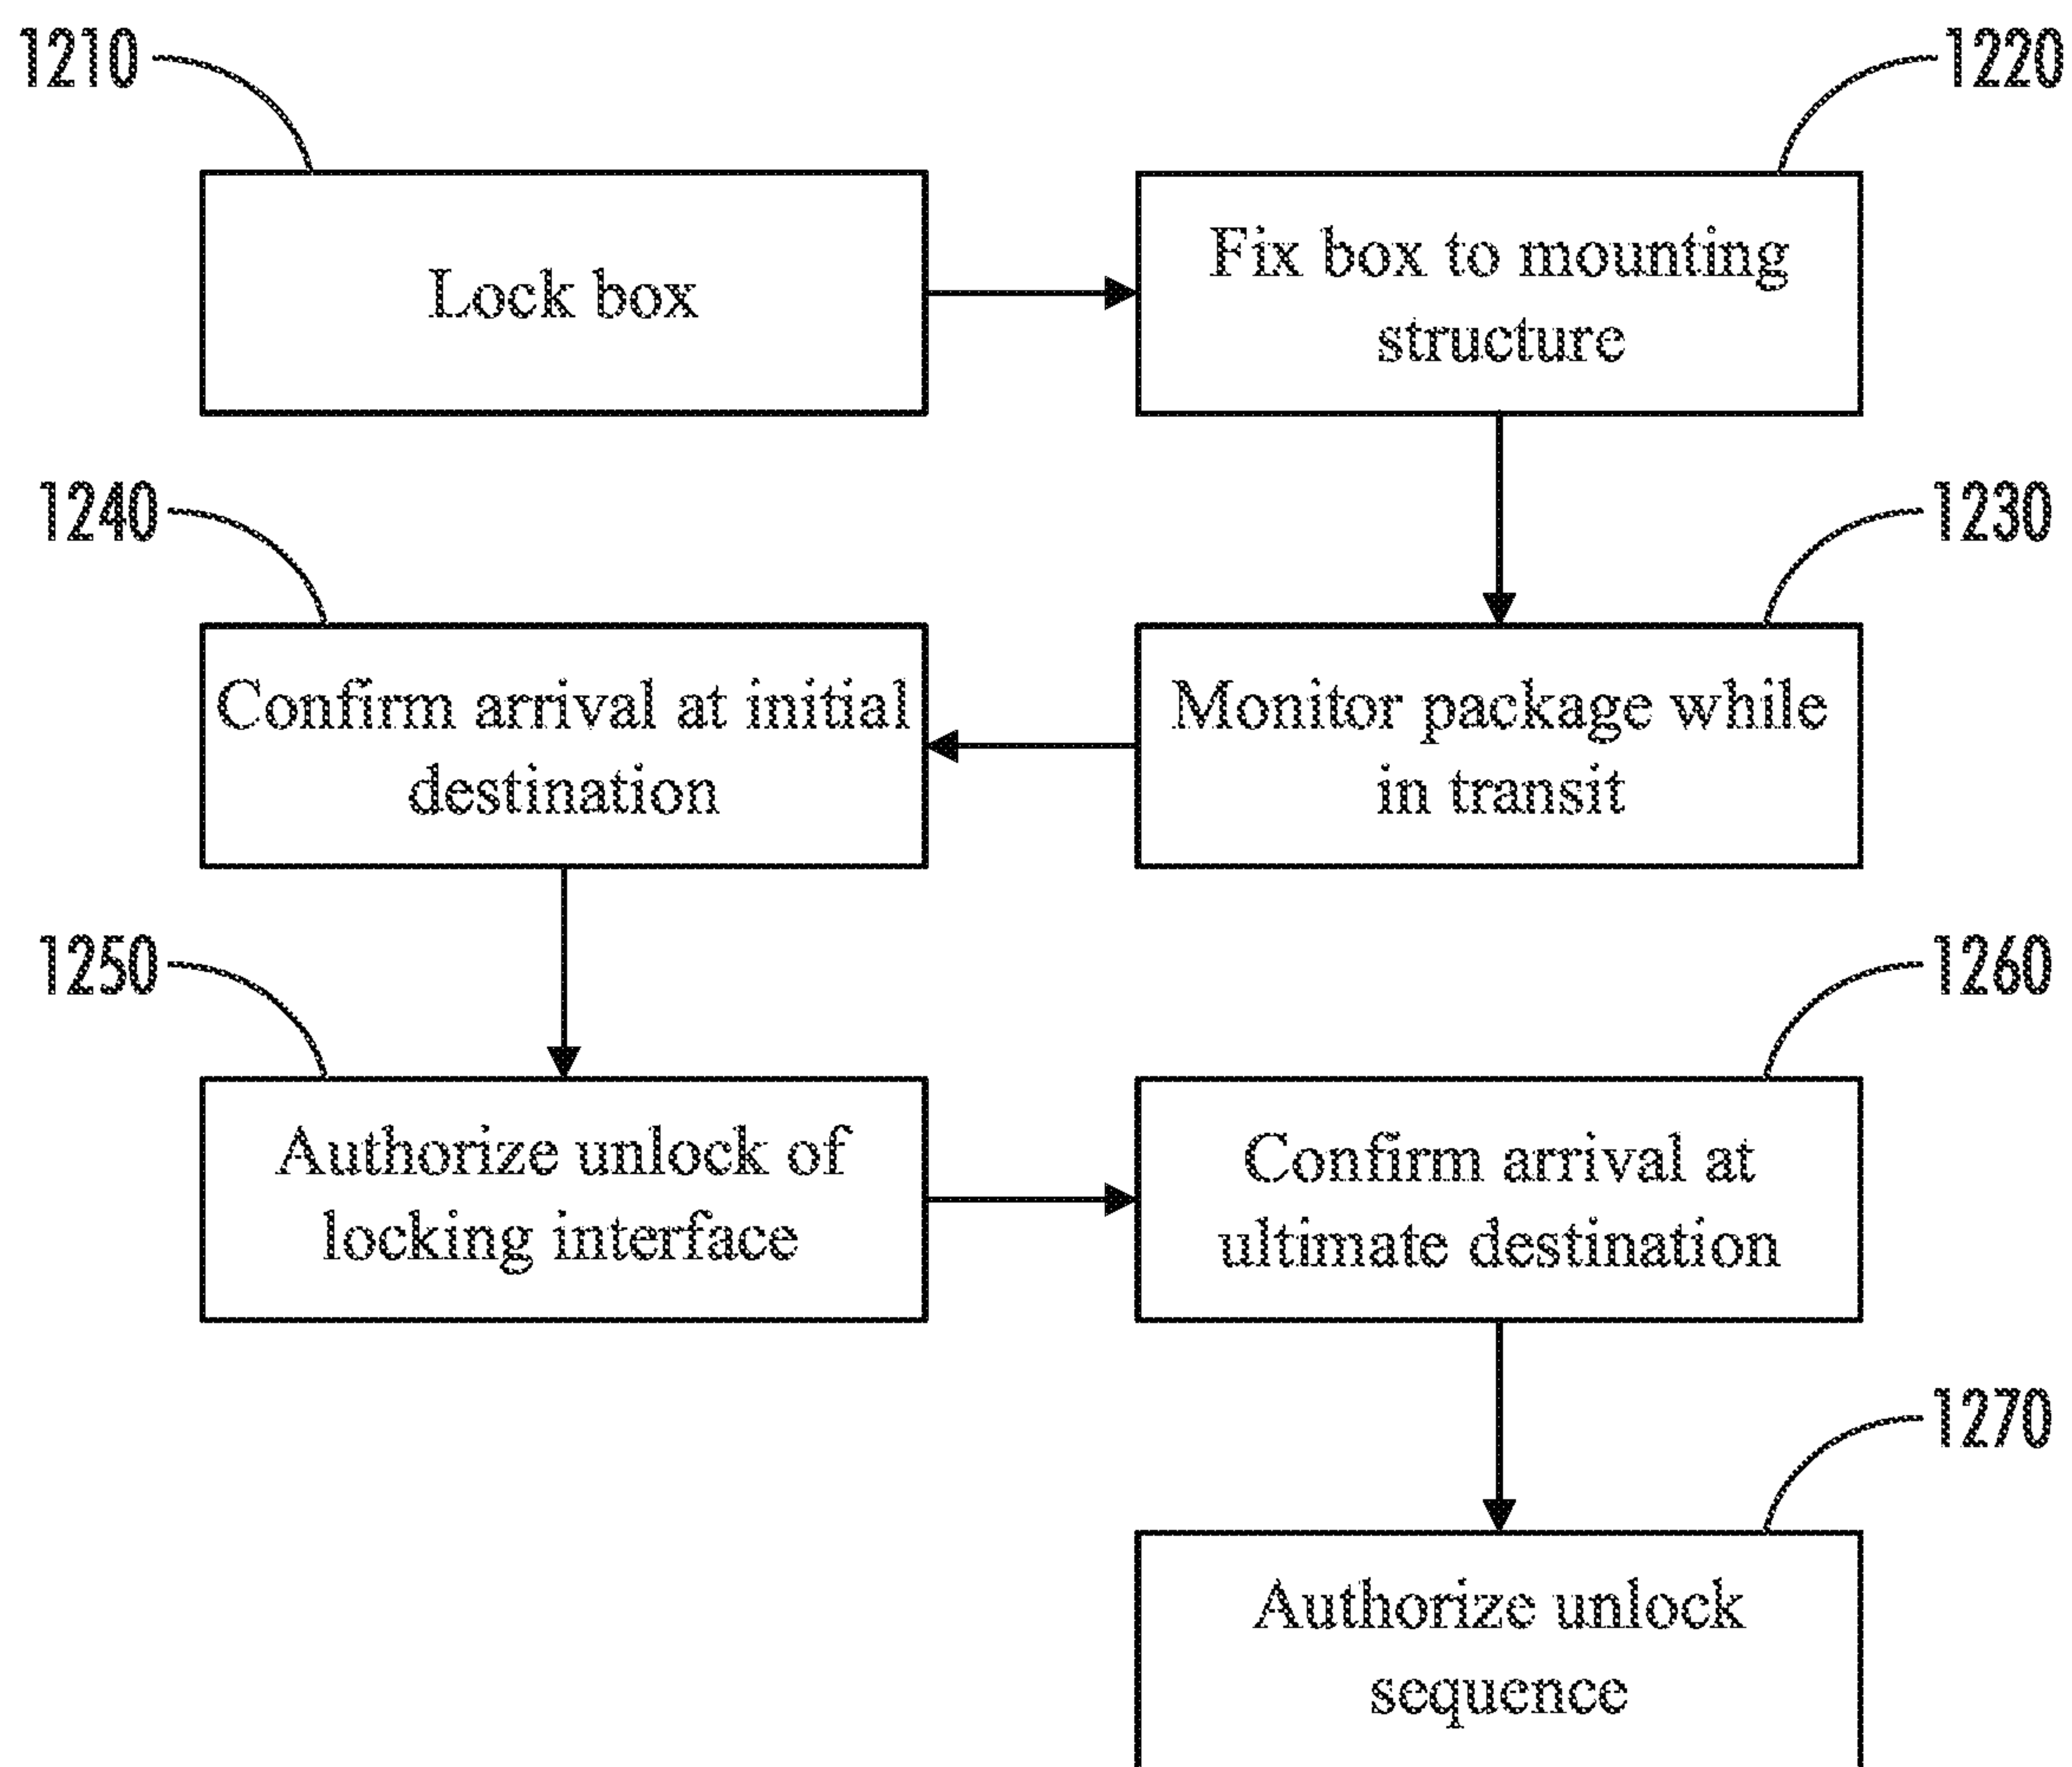 1210
1220
Lock box
Fix box to mounting
structure
1240
1230
Confirm arrival at initial
destination
Monitor package while
in transit
1250
1260
Authorize unlock of
locking interface
Confirm arrival at
ultimate destination
1270
Authorize unlock
sequence